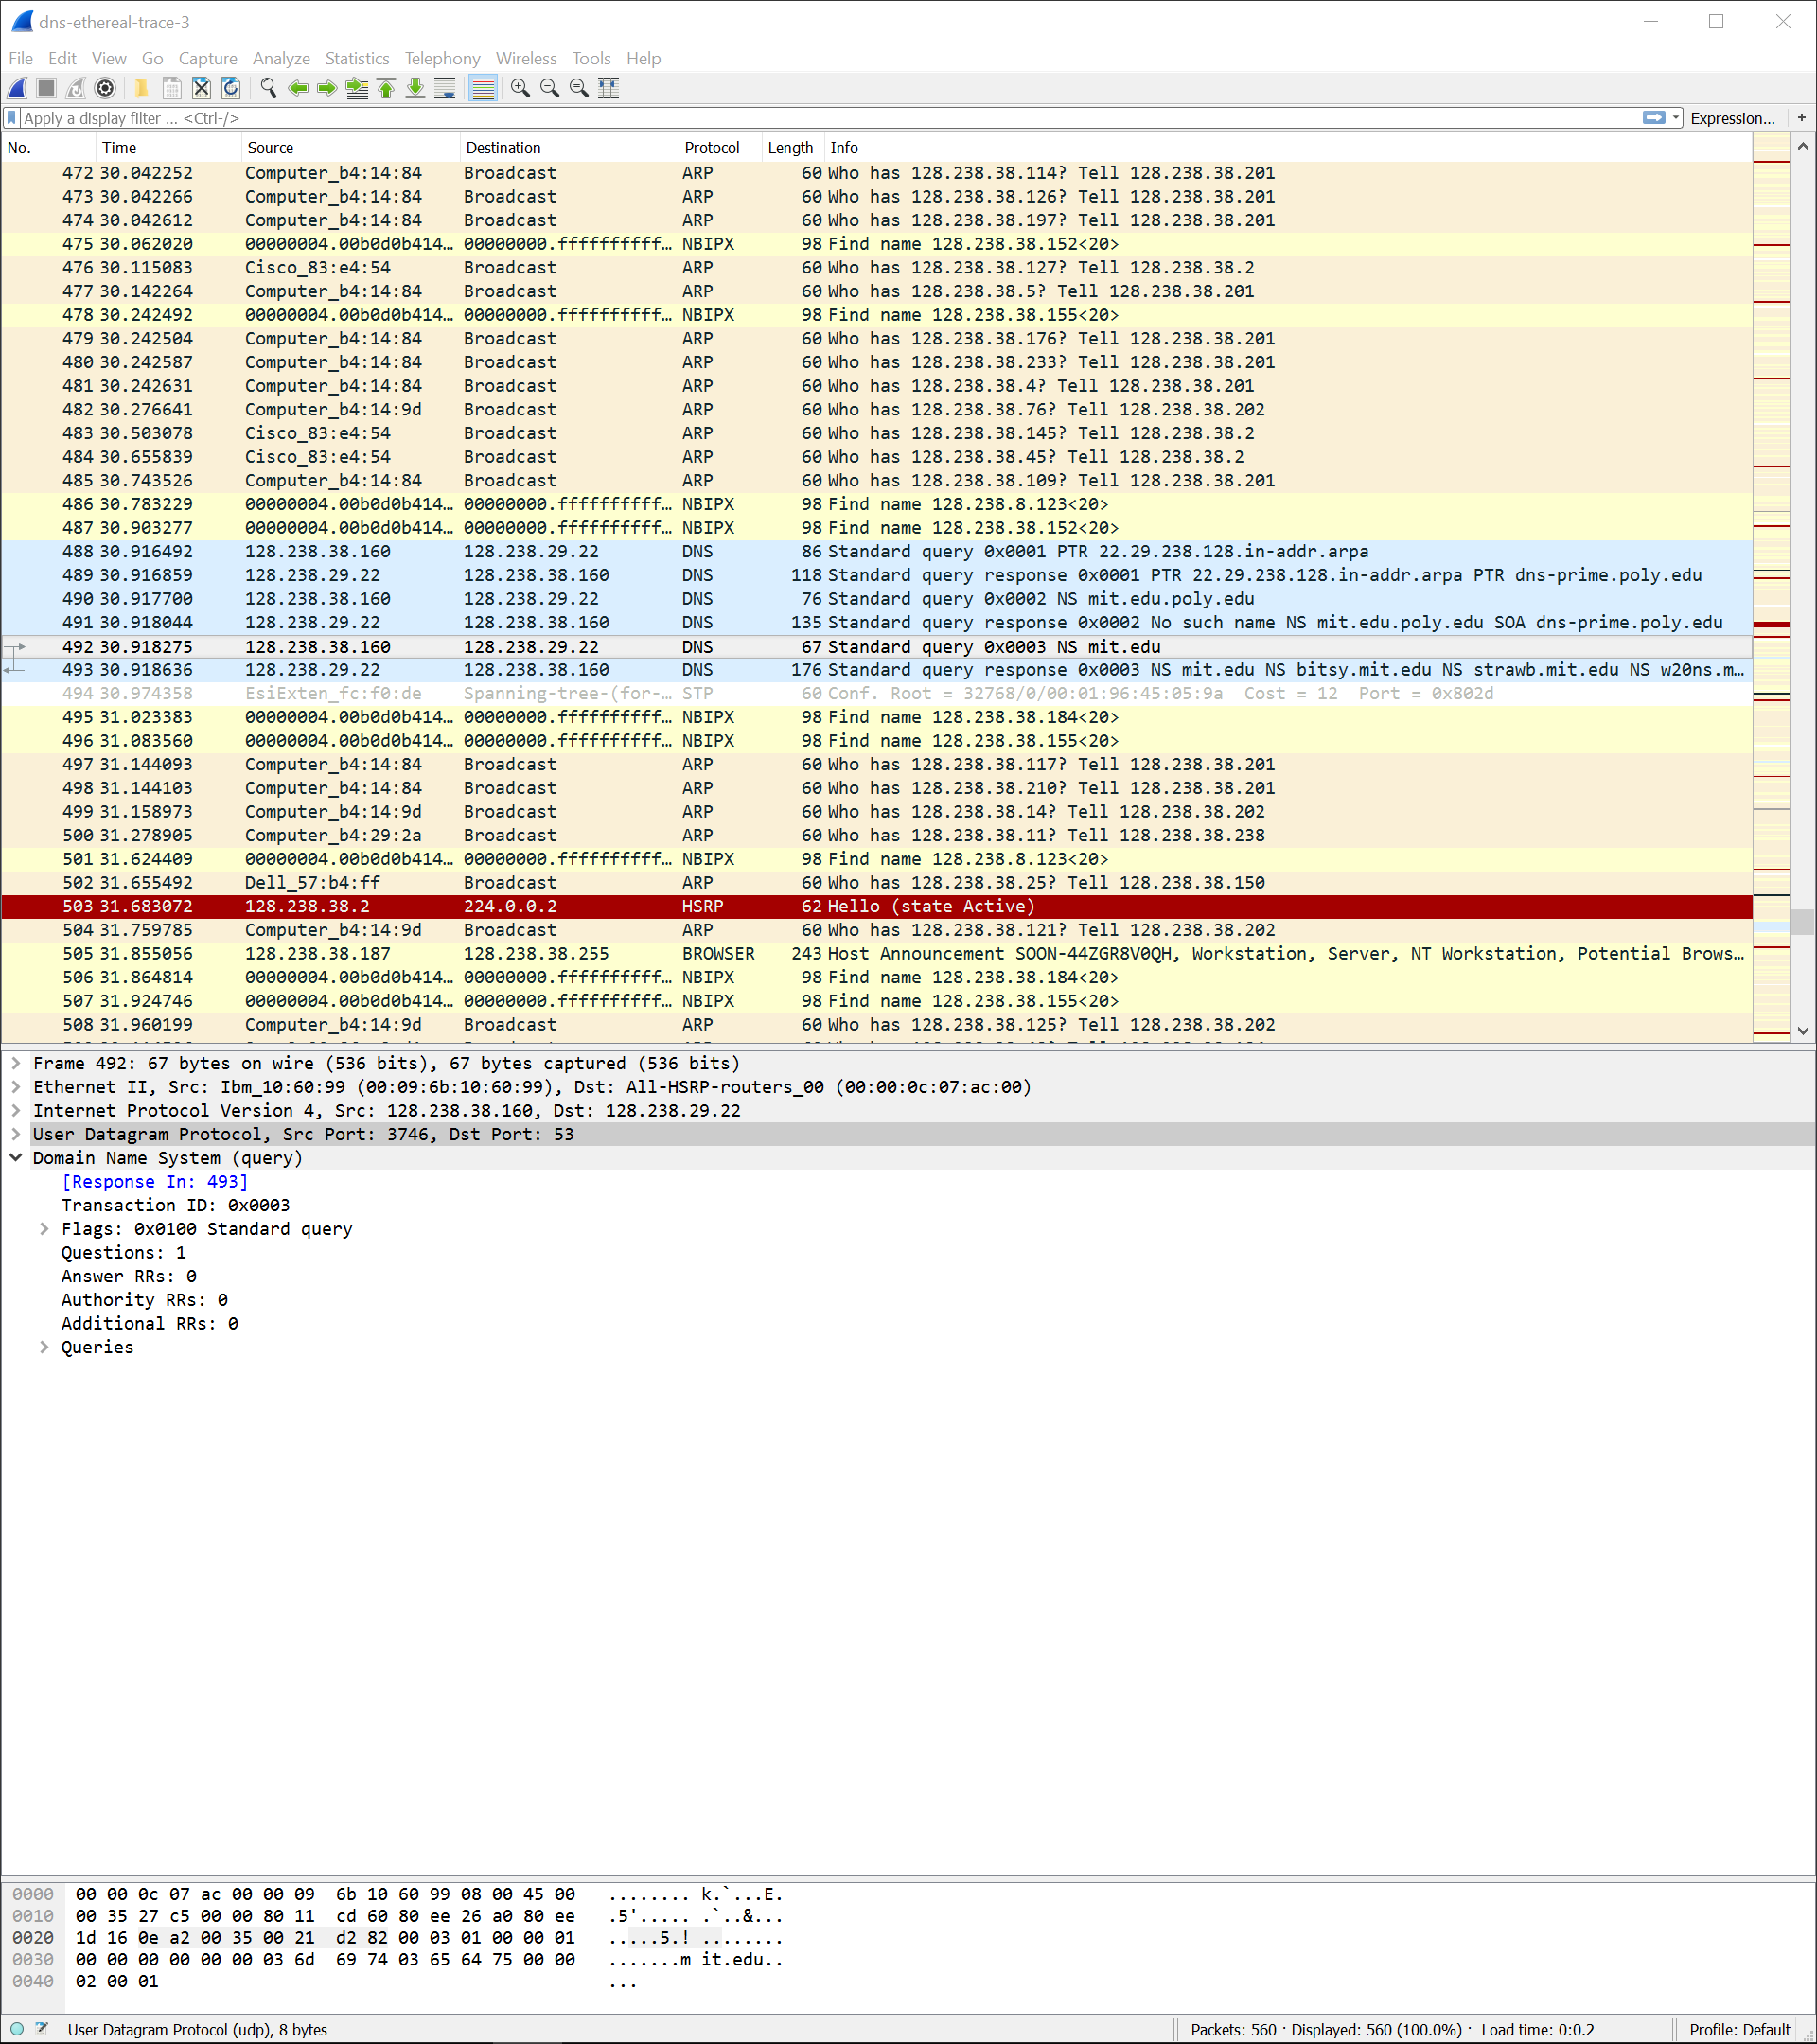 dns-ethereal-trace-3
File Edit View Go Capture Analyze Statistics Telephony Wireless Tools Help
Apply a display filter ... <Ctrl-/> Expression... +
No. Time Source Destination Protocol Length Info
472 30.042252 Computer_b4:14:84 Broadcast ARP 60 Who has 128.238.38.114? Tell 128.238.38.201
473 30.042266 Computer_b4:14:84 Broadcast ARP 60 Who has 128.238.38.126? Tell 128.238.38.201
474 30.042612 Computer_b4:14:84 Broadcast ARP 60 Who has 128.238.38.197? Tell 128.238.38.201
475 30.062020 00000004.00b0d0b414… 00000000.ffffffffff… NBIPX 98 Find name 128.238.38.152<20>
476 30.115083 Cisco_83:e4:54 Broadcast ARP 60 Who has 128.238.38.127? Tell 128.238.38.2
477 30.142264 Computer_b4:14:84 Broadcast ARP 60 Who has 128.238.38.5? Tell 128.238.38.201
478 30.242492 00000004.00b0d0b414… 00000000.ffffffffff… NBIPX 98 Find name 128.238.38.155<20>
479 30.242504 Computer_b4:14:84 Broadcast ARP 60 Who has 128.238.38.176? Tell 128.238.38.201
480 30.242587 Computer_b4:14:84 Broadcast ARP 60 Who has 128.238.38.233? Tell 128.238.38.201
481 30.242631 Computer_b4:14:84 Broadcast ARP 60 Who has 128.238.38.4? Tell 128.238.38.201
482 30.276641 Computer_b4:14:9d Broadcast ARP 60 Who has 128.238.38.76? Tell 128.238.38.202
483 30.503078 Cisco_83:e4:54 Broadcast ARP 60 Who has 128.238.38.145? Tell 128.238.38.2
484 30.655839 Cisco_83:e4:54 Broadcast ARP 60 Who has 128.238.38.45? Tell 128.238.38.2
485 30.743526 Computer_b4:14:84 Broadcast ARP 60 Who has 128.238.38.109? Tell 128.238.38.201
486 30.783229 00000004.00b0d0b414… 00000000.ffffffffff… NBIPX 98 Find name 128.238.8.123<20>
487 30.903277 00000004.00b0d0b414… 00000000.ffffffffff… NBIPX 98 Find name 128.238.38.152<20>
488 30.916492 128.238.38.160 128.238.29.22 DNS 86 Standard query 0x0001 PTR 22.29.238.128.in-addr.arpa
489 30.916859 128.238.29.22 128.238.38.160 DNS 118 Standard query response 0x0001 PTR 22.29.238.128.in-addr.arpa PTR dns-prime.poly.edu
490 30.917700 128.238.38.160 128.238.29.22 DNS 76 Standard query 0x0002 NS mit.edu.poly.edu
491 30.918044 128.238.29.22 128.238.38.160 DNS 135 Standard query response 0x0002 No such name NS mit.edu.poly.edu SOA dns-prime.poly.edu
492 30.918275 128.238.38.160 128.238.29.22 DNS 67 Standard query 0x0003 NS mit.edu
493 30.918636 128.238.29.22 128.238.38.160 DNS 176 Standard query response 0x0003 NS mit.edu NS bitsy.mit.edu NS strawb.mit.edu NS w20ns.m…
494 30.974358 EsiExten_fc:f0:de Spanning-tree-(for-… STP 60 Conf. Root = 32768/0/00:01:96:45:05:9a Cost = 12 Port = 0x802d
495 31.023383 00000004.00b0d0b414… 00000000.ffffffffff… NBIPX 98 Find name 128.238.38.184<20>
496 31.083560 00000004.00b0d0b414… 00000000.ffffffffff… NBIPX 98 Find name 128.238.38.155<20>
497 31.144093 Computer_b4:14:84 Broadcast ARP 60 Who has 128.238.38.117? Tell 128.238.38.201
498 31.144103 Computer_b4:14:84 Broadcast ARP 60 Who has 128.238.38.210? Tell 128.238.38.201
499 31.158973 Computer_b4:14:9d Broadcast ARP 60 Who has 128.238.38.14? Tell 128.238.38.202
500 31.278905 Computer_b4:29:2a Broadcast ARP 60 Who has 128.238.38.11? Tell 128.238.38.238
501 31.624409 00000004.00b0d0b414… 00000000.ffffffffff… NBIPX 98 Find name 128.238.8.123<20>
502 31.655492 Dell_57:b4:ff Broadcast ARP 60 Who has 128.238.38.25? Tell 128.238.38.150
503 31.683072 128.238.38.2 224.0.0.2 HSRP 62 Hello (state Active)
504 31.759785 Computer_b4:14:9d Broadcast ARP 60 Who has 128.238.38.121? Tell 128.238.38.202
505 31.855056 128.238.38.187 128.238.38.255 BROWSER 243 Host Announcement SOON-44ZGR8V0QH, Workstation, Server, NT Workstation, Potential Brows…
506 31.864814 00000004.00b0d0b414… 00000000.ffffffffff… NBIPX 98 Find name 128.238.38.184<20>
507 31.924746 00000004.00b0d0b414… 00000000.ffffffffff… NBIPX 98 Find name 128.238.38.155<20>
508 31.960199 Computer_b4:14:9d Broadcast ARP 60 Who has 128.238.38.125? Tell 128.238.38.202
Frame 492: 67 bytes on wire (536 bits), 67 bytes captured (536 bits)
Ethernet II, Src: Ibm_10:60:99 (00:09:6b:10:60:99), Dst: All-HSRP-routers_00 (00:00:0c:07:ac:00)
Internet Protocol Version 4, Src: 128.238.38.160, Dst: 128.238.29.22
User Datagram Protocol, Src Port: 3746, Dst Port: 53
Domain Name System (query)
[Response In: 493]
Transaction ID: 0x0003
Flags: 0x0100 Standard query
Questions: 1
Answer RRs: 0
Authority RRs: 0
Additional RRs: 0
Queries
0000 00 00 0c 07 ac 00 00 09 6b 10 60 99 08 00 45 00 ........ k.`...E.
0010 00 35 27 c5 00 00 80 11 cd 60 80 ee 26 a0 80 ee .5'..... .`..&...
0020 1d 16 0e a2 00 35 00 21 d2 82 00 03 01 00 00 01 .....5.! ........
0030 00 00 00 00 00 00 03 6d 69 74 03 65 64 75 00 00 .......m it.edu..
0040 02 00 01 ...
User Datagram Protocol (udp), 8 bytes Packets: 560 · Displayed: 560 (100.0%) · Load time: 0:0.2 Profile: Default